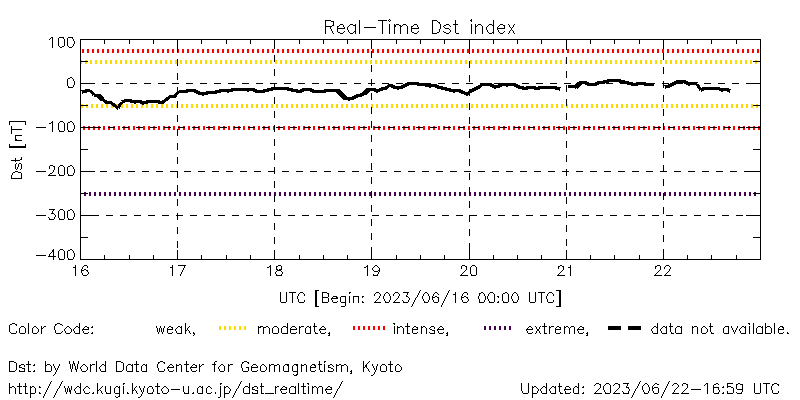 Real-Time Dst index
100
0
-100
-200
-300
-400
Dst [nT]
16 17 18 19 20 21 22
UTC [Begin: 2023/06/16 00:00 UTC]
Color Code: weak, moderate, intense, extreme, data not available.
Dst: by World Data Center for Geomagnetism, Kyoto
http://wdc.kugi.kyoto-u.ac.jp/dst_realtime/ Updated: 2023/06/22-16:59 UTC